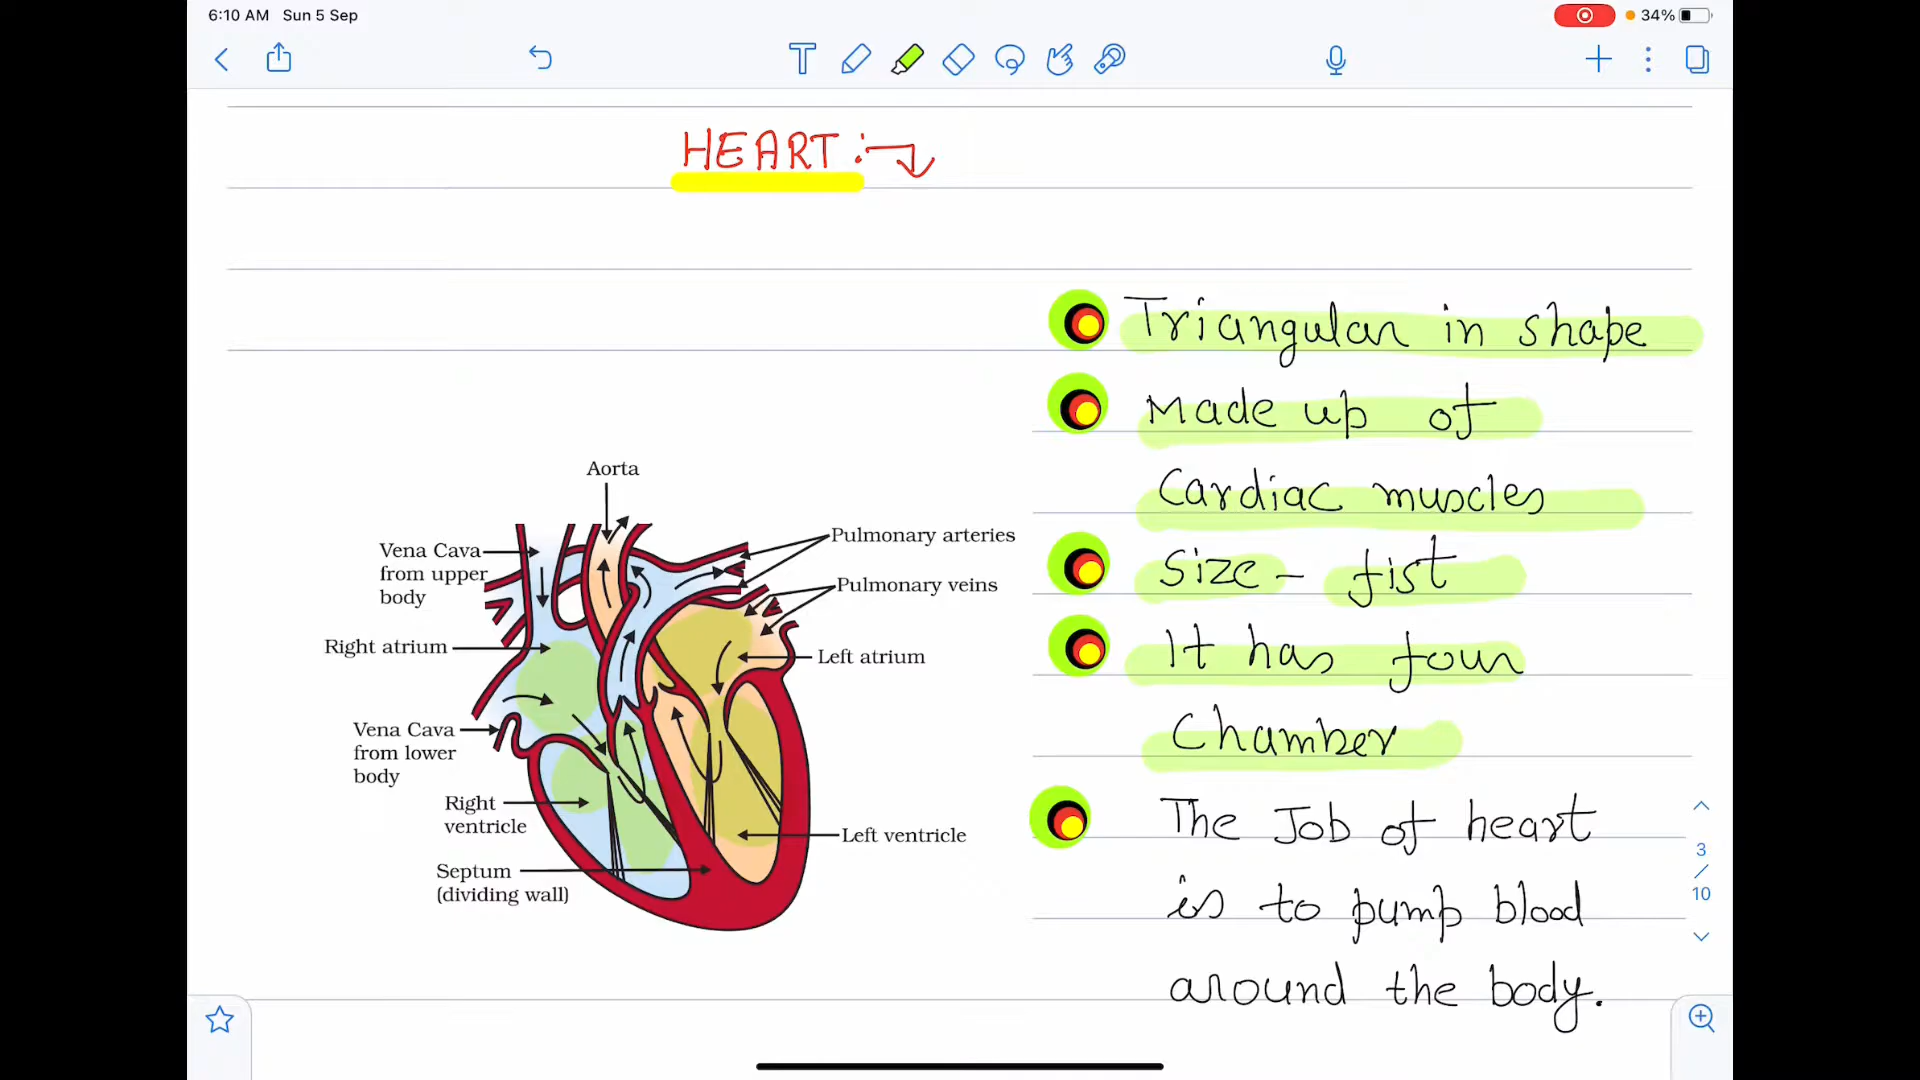 6:10 AM Sun 5 Sep
34%
HEART :→
Triangular in shape
Made up of
Cardiac muscles
Size - fist
It has four
Chamber
The Job of heart
is to pump blood
around the body.
Aorta
Vena Cava
from upper
body
Pulmonary arteries
Pulmonary veins
Right atrium
Left atrium
Vena Cava
from lower
body
Right
ventricle
Left ventricle
Septum
(dividing wall)
3
/
10